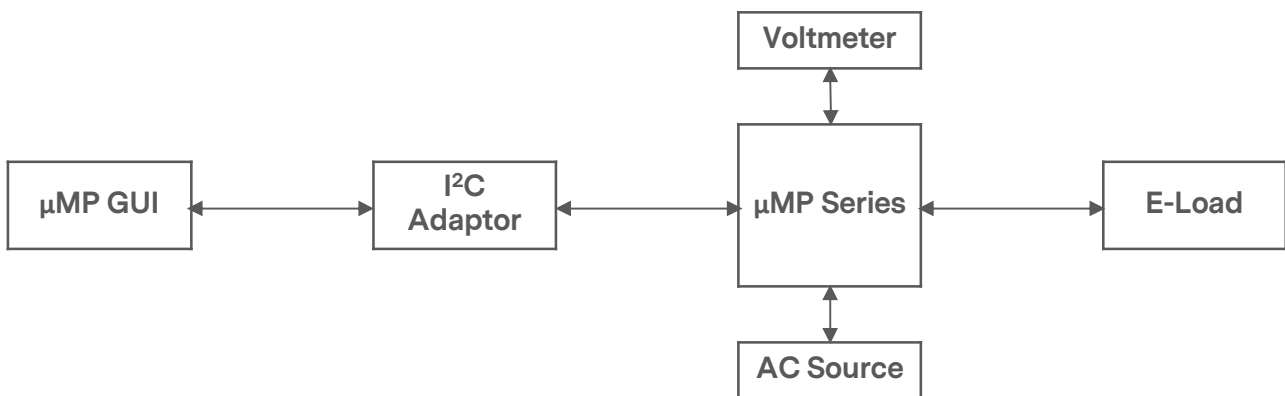 Voltmeter
μMP GUI
I²C
Adaptor
μMP Series
E-Load
AC Source